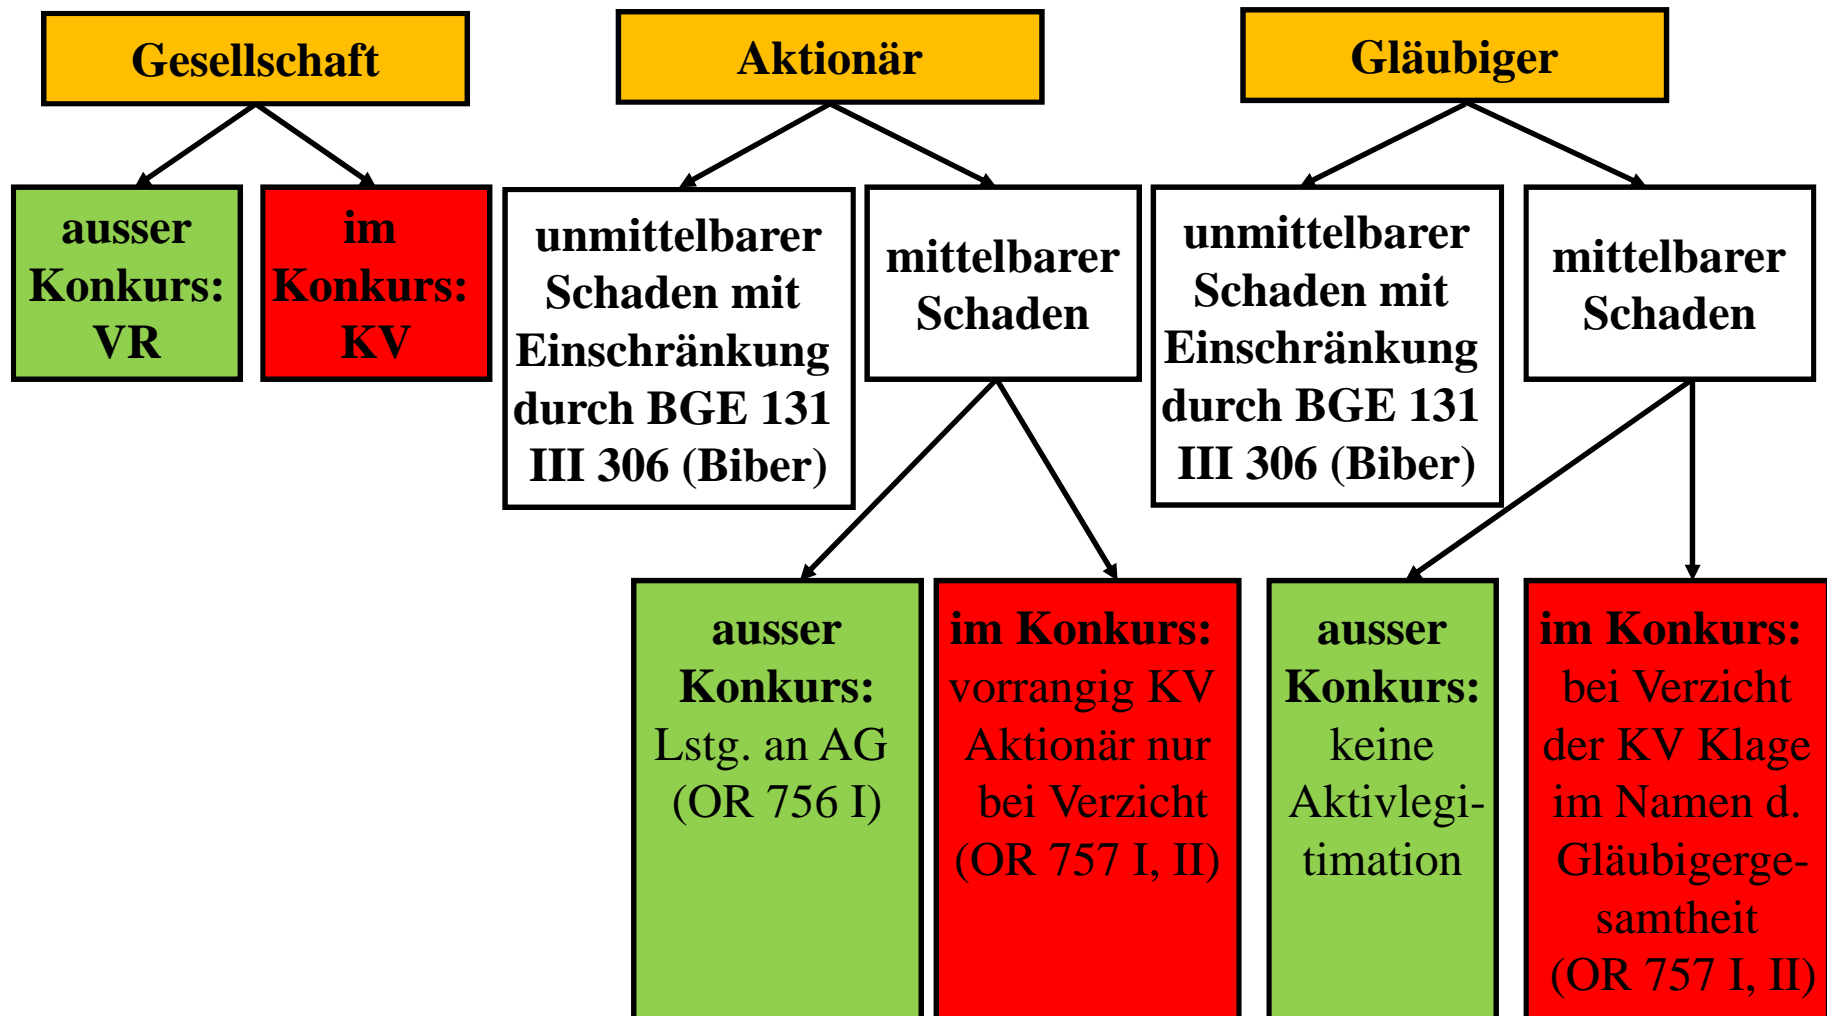 Gesellschaft
Aktionär
Gläubiger
ausser
Konkurs:
VR
im
Konkurs:
KV
unmittelbarer
Schaden mit
Einschränkung
durch BGE 131
III 306 (Biber)
mittelbarer
Schaden
unmittelbarer
Schaden mit
Einschränkung
durch BGE 131
III 306 (Biber)
mittelbarer
Schaden
ausser
Konkurs:
Lstg. an AG
(OR 756 I)
im Konkurs:
vorrangig KV
Aktionär nur
bei Verzicht
(OR 757 I, II)
ausser
Konkurs:
keine
Aktivlegi-
timation
im Konkurs:
bei Verzicht
der KV Klage
im Namen d.
Gläubigerge-
samtheit
(OR 757 I, II)